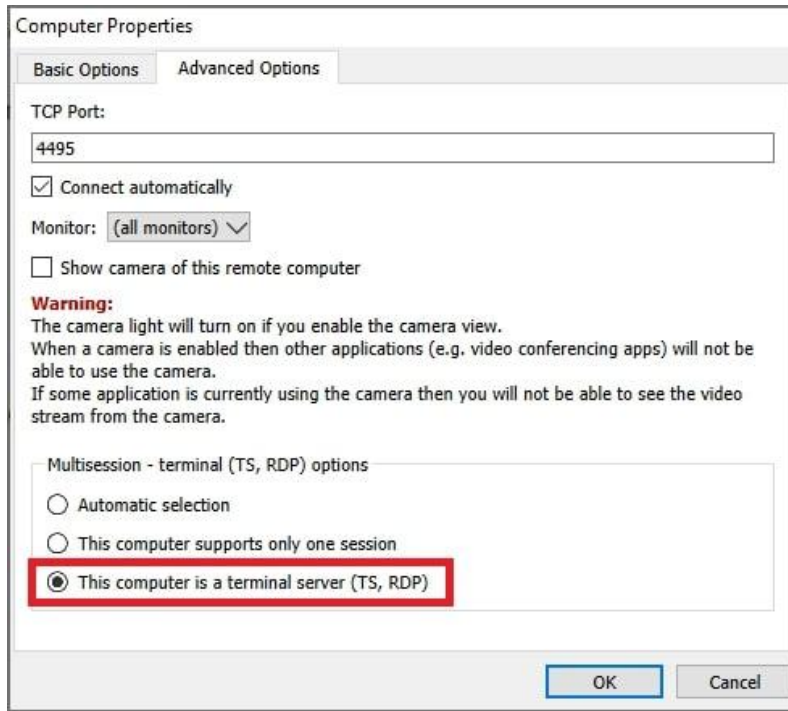 Computer Properties
Basic Options
Advanced Options
TCP Port:
4495
Connect automatically
Monitor: (all monitors)
Show camera of this remote computer
Warning:
The camera light will turn on if you enable the camera view.
When a camera is enabled then other applications (e.g. video conferencing apps) will not be
able to use the camera.
If some application is currently using the camera then you will not be able to see the video
stream from the camera.
Multisession - terminal (TS, RDP) options
Automatic selection
This computer supports only one session
This computer is a terminal server (TS, RDP)
OK
Cancel